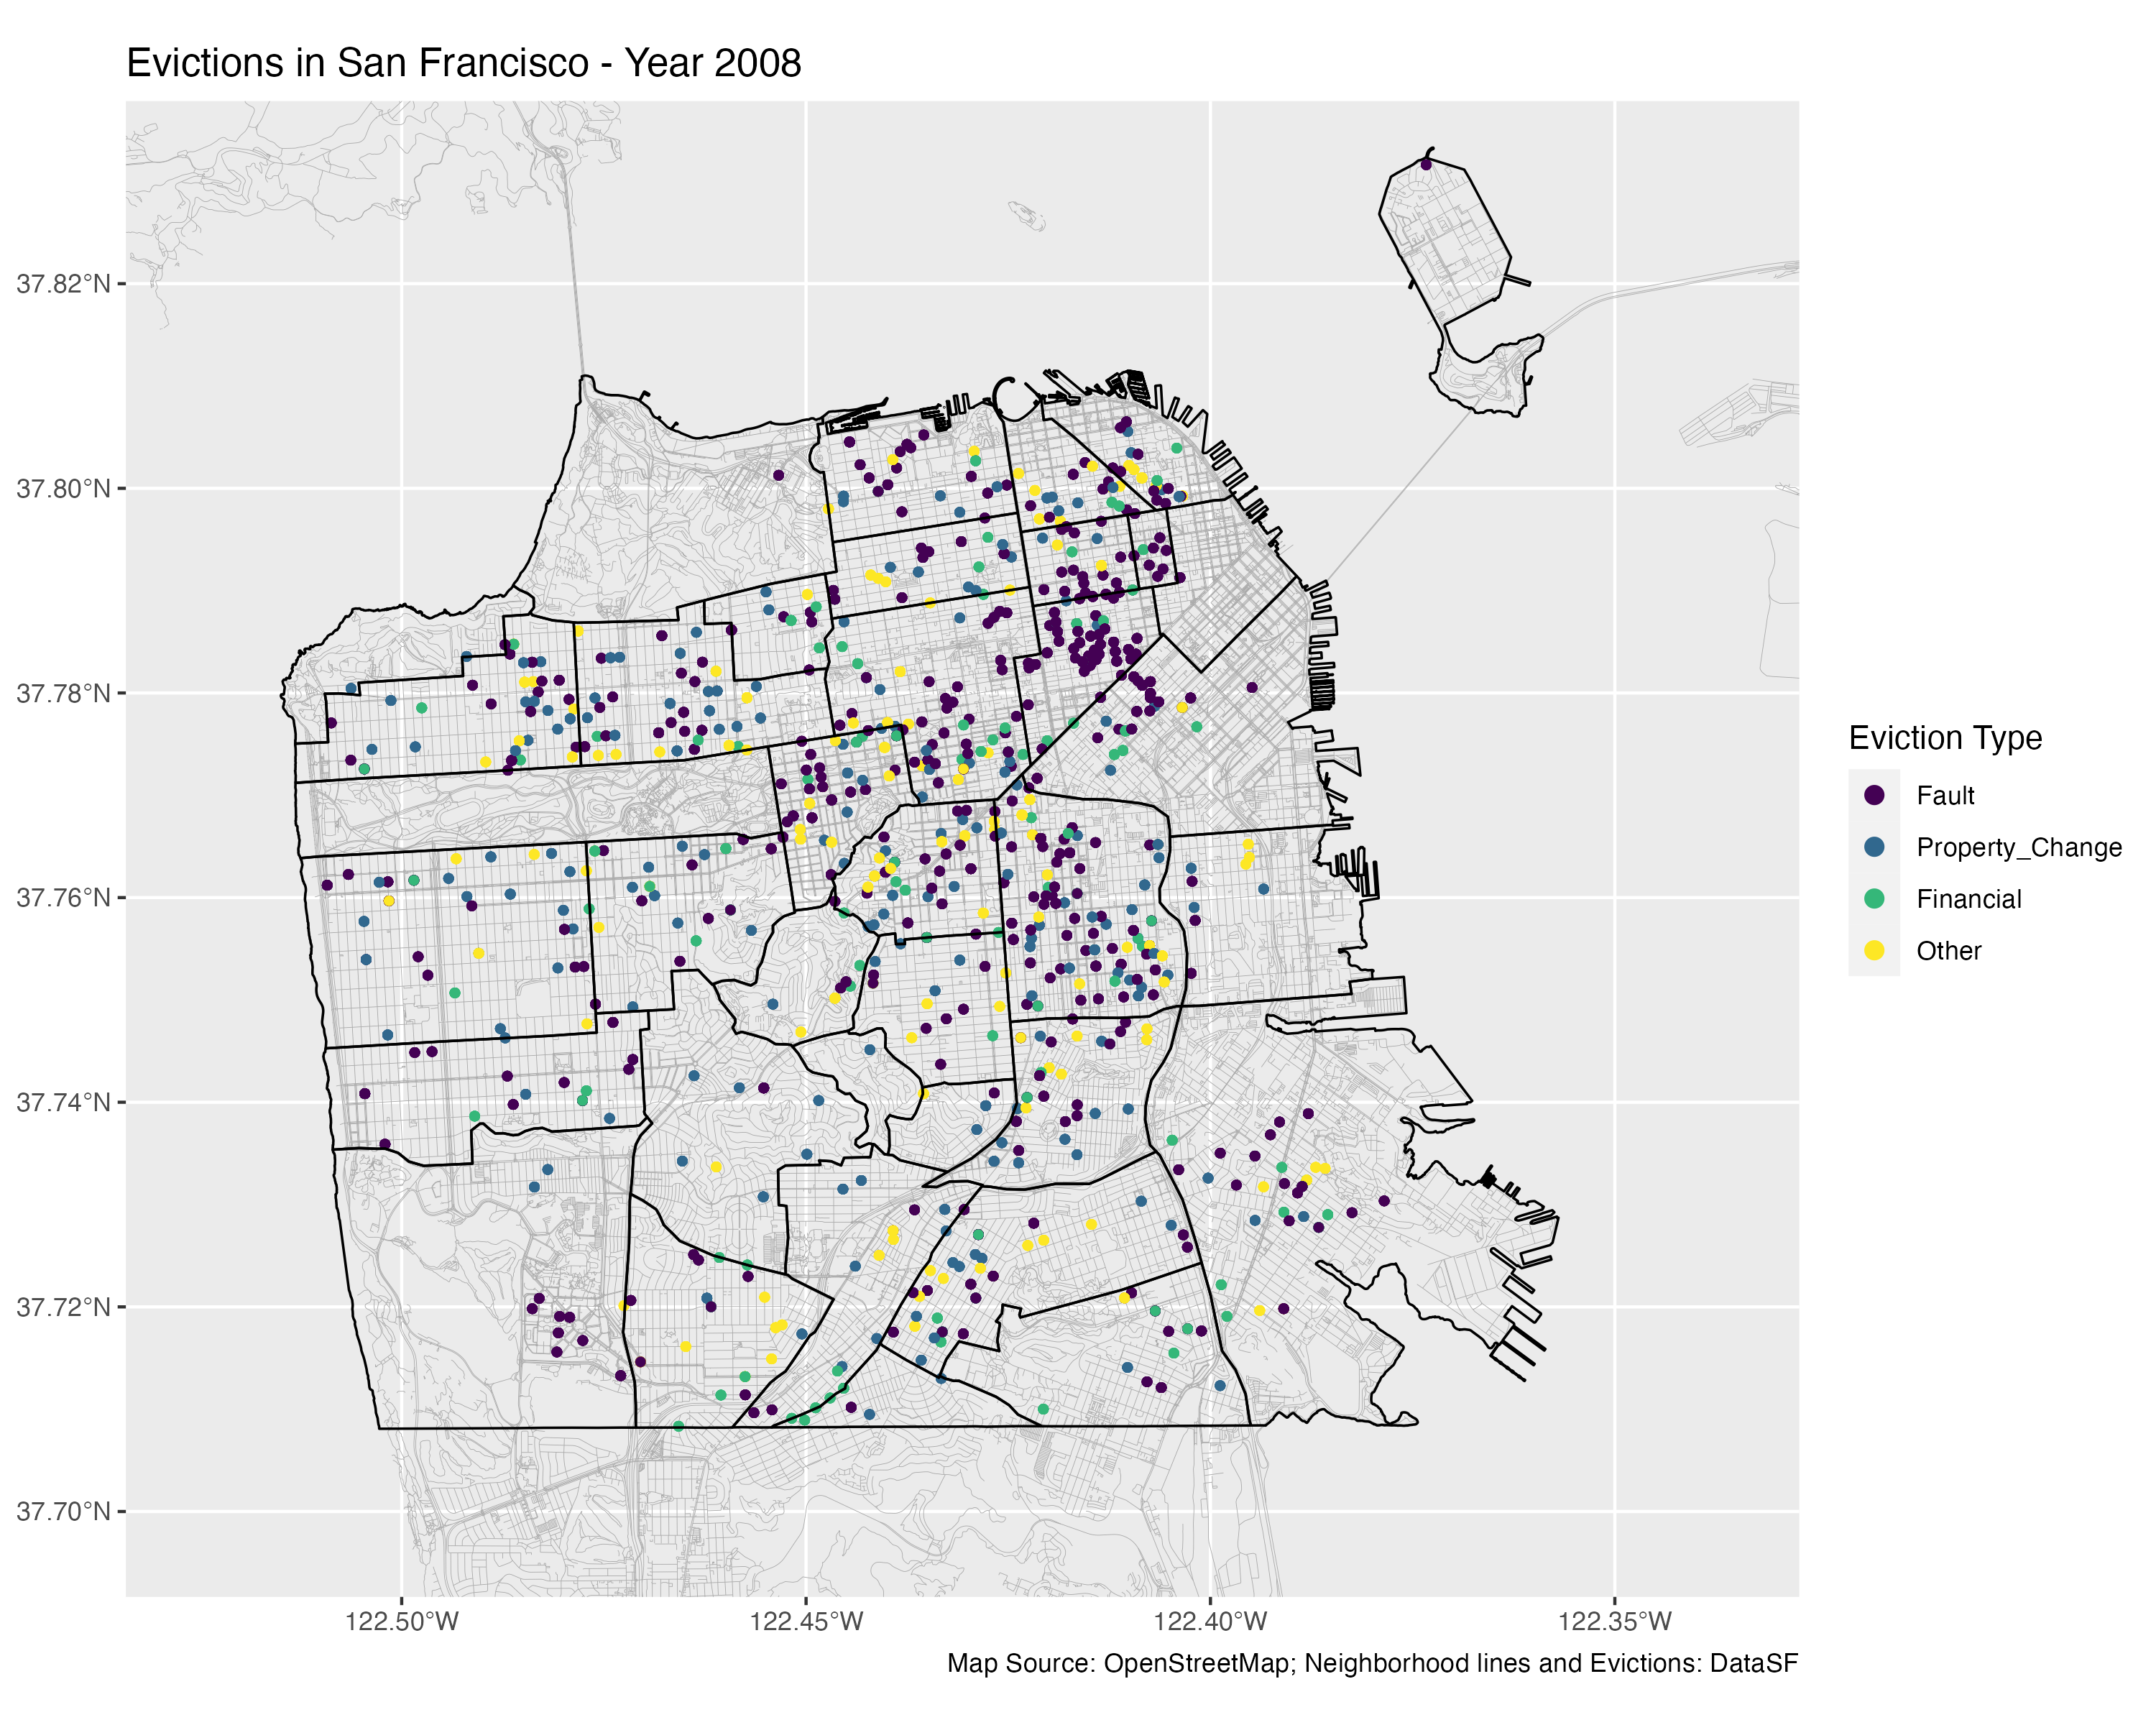 Evictions in San Francisco - Year 2008
37.82°N
37.80°N
37.78°N
37.76°N
37.74°N
37.72°N
37.70°N
122.50°W
122.45°W
122.40°W
122.35°W
Eviction Type
Fault
Property_Change
Financial
Other
Map Source: OpenStreetMap; Neighborhood lines and Evictions: DataSF